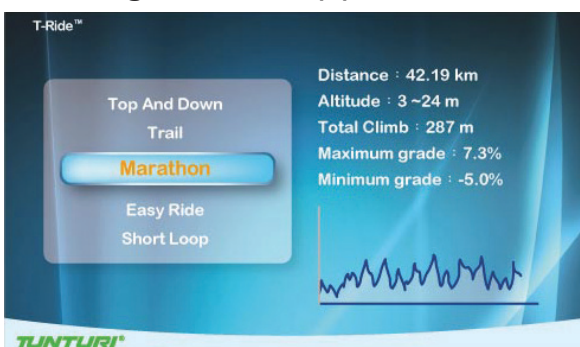 T-Ride™
Top And Down
Trail
Marathon
Easy Ride
Short Loop
Distance : 42.19 km
Altitude : 3 ~24 m
Total Climb : 287 m
Maximum grade : 7.3%
Minimum grade : -5.0%
TUNTURI®